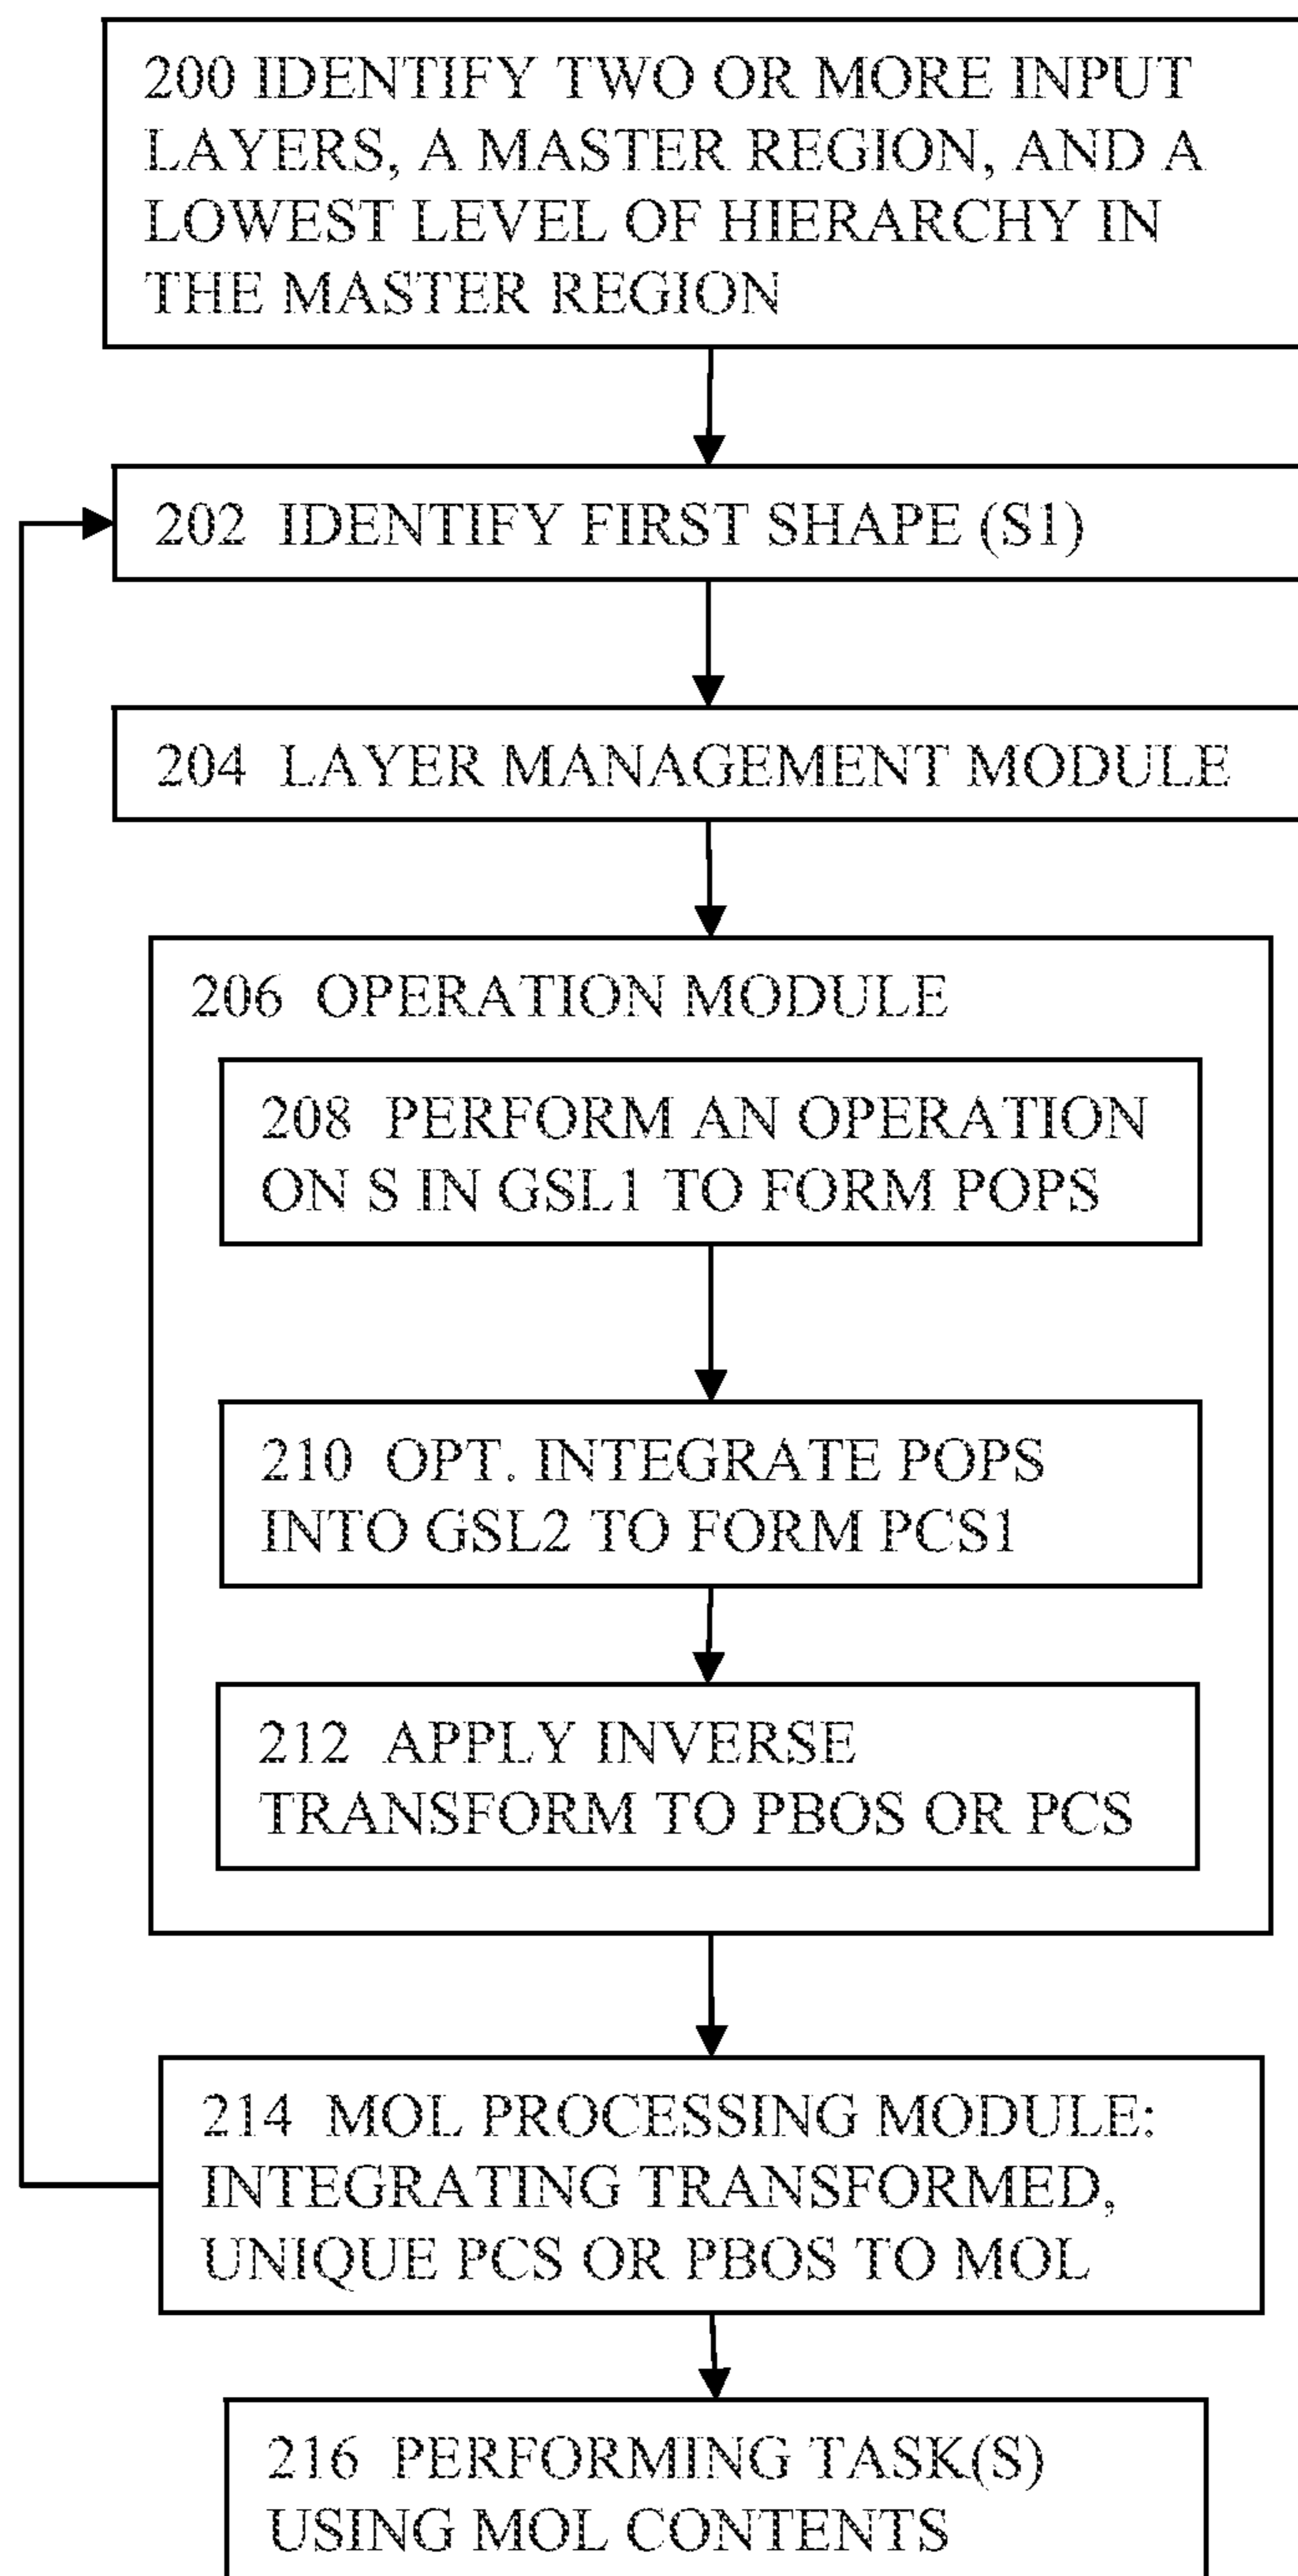 200 IDENTIFY TWO OR MORE INPUT
LAYERS, A MASTER REGION, AND A
LOWEST LEVEL OF HIERARCHY IN
THE MASTER REGION
202 IDENTIFY FIRST SHAPE (S1)
204 LAYER MANAGEMENT MODULE
206 OPERATION MODULE
208 PERFORM AN OPERATION
ON S IN GSL1 TO FORM POPS
210 OPT. INTEGRATE POPS
INTO GSL2 TO FORM PCS1
212 APPLY INVERSE
TRANSFORM TO PBOS OR PCS
214 MOL PROCESSING MODULE:
INTEGRATING TRANSFORMED,
UNIQUE PCS OR PBOS TO MOL
216 PERFORMING TASK(S)
USING MOL CONTENTS